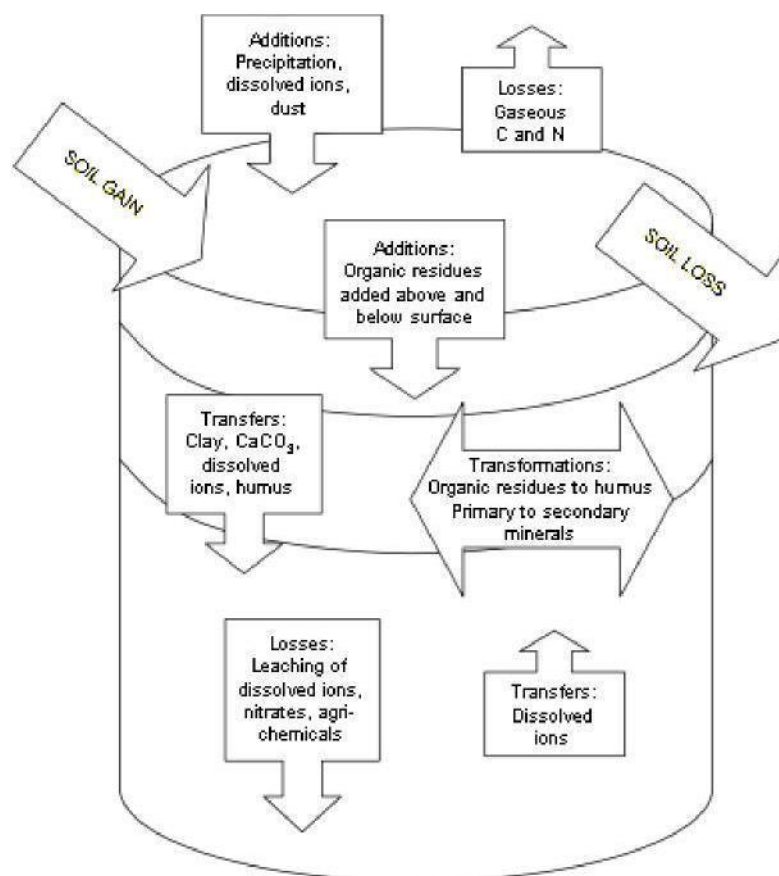 Additions:
Precipitation,
dissolved ions,
dust
Losses:
Gaseous
C and N
SOIL GAIN
SOIL LOSS
Additions:
Organic residues
added above and
below surface
Transfers:
Clay, CaCO₃,
dissolved
ions, humus
Transformations:
Organic residues to humus
Primary to secondary
minerals
Losses:
Leaching of
dissolved ions,
nitrates, agri-
chemicals
Transfers:
Dissolved
ions